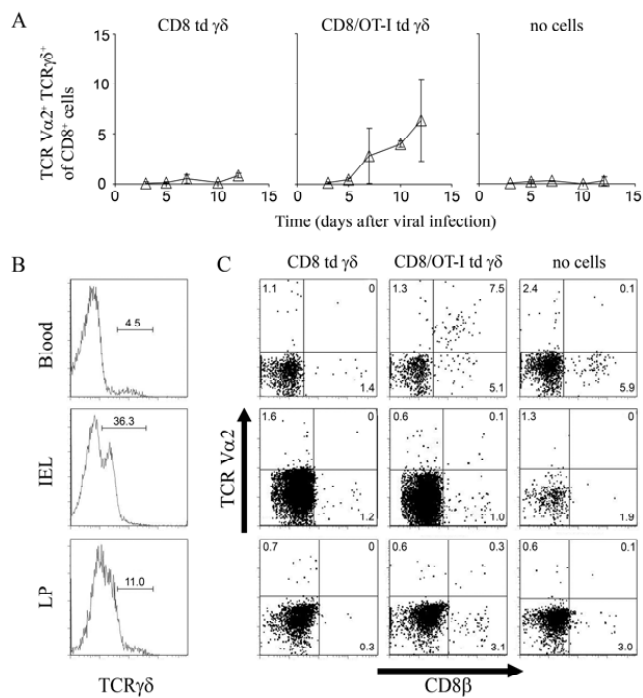 A
CD8 td γδ
CD8/OT-I td γδ
no cells
TCR Vα2⁺ TCRγδ⁺
of CD8⁺ cells
15
10
5
0
0 5 10 15
0 5 10 15
0 5 10 15
Time (days after viral infection)
B
Blood
4.5
IEL
36.3
LP
11.0
TCRγδ
C
CD8 td γδ
CD8/OT-I td γδ
no cells
1.1 0
1.4
1.3 7.5
5.1
2.4 0.1
5.9
1.6 0
1.2
0.6 0.1
1.0
1.3 0
1.9
0.7 0
0.3
0.6 0.3
3.1
0.6 0.1
3.0
TCR Vα2
CD8β